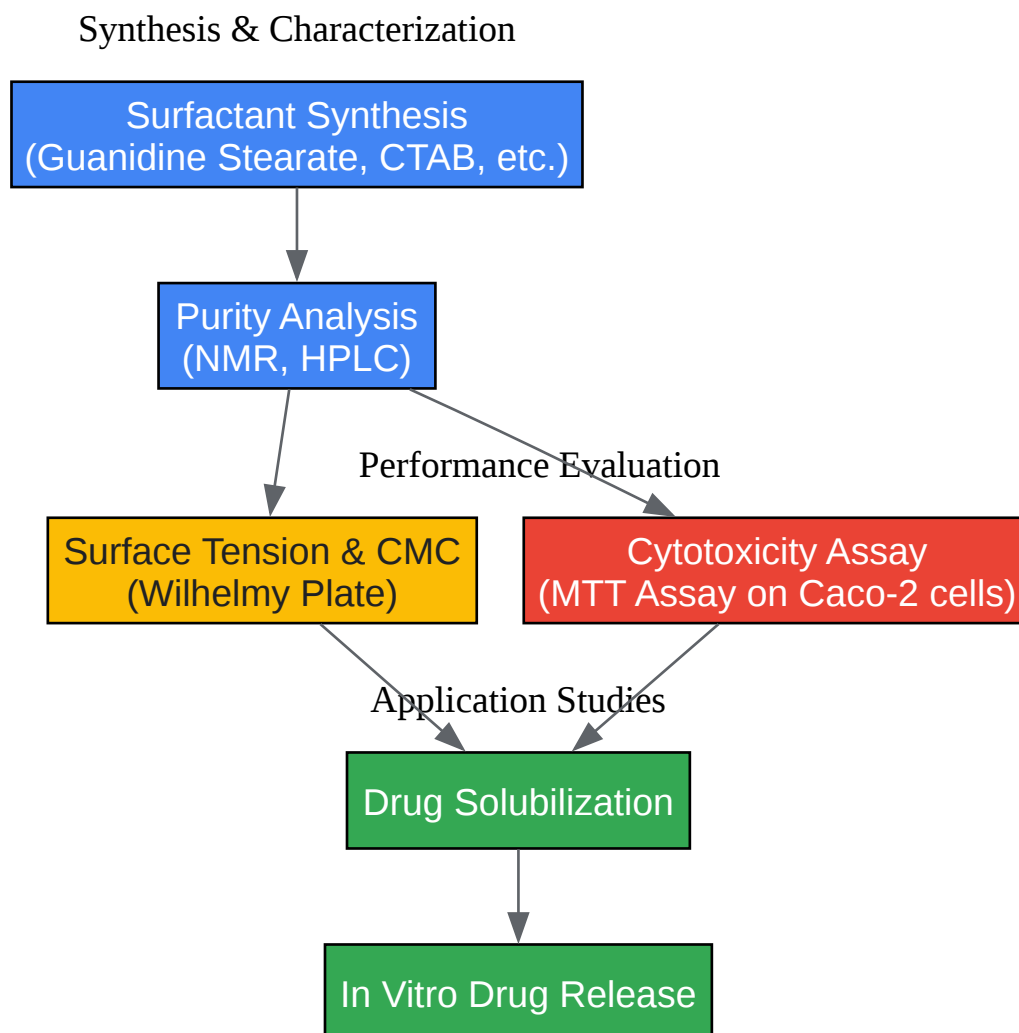 Synthesis & Characterization
Surfactant Synthesis
(Guanidine Stearate, CTAB, etc.)
Purity Analysis
(NMR, HPLC)
Performance Evaluation
Surface Tension & CMC
(Wilhelmy Plate)
Cytotoxicity Assay
(MTT Assay on Caco-2 cells)
Application Studies
Drug Solubilization
In Vitro Drug Release